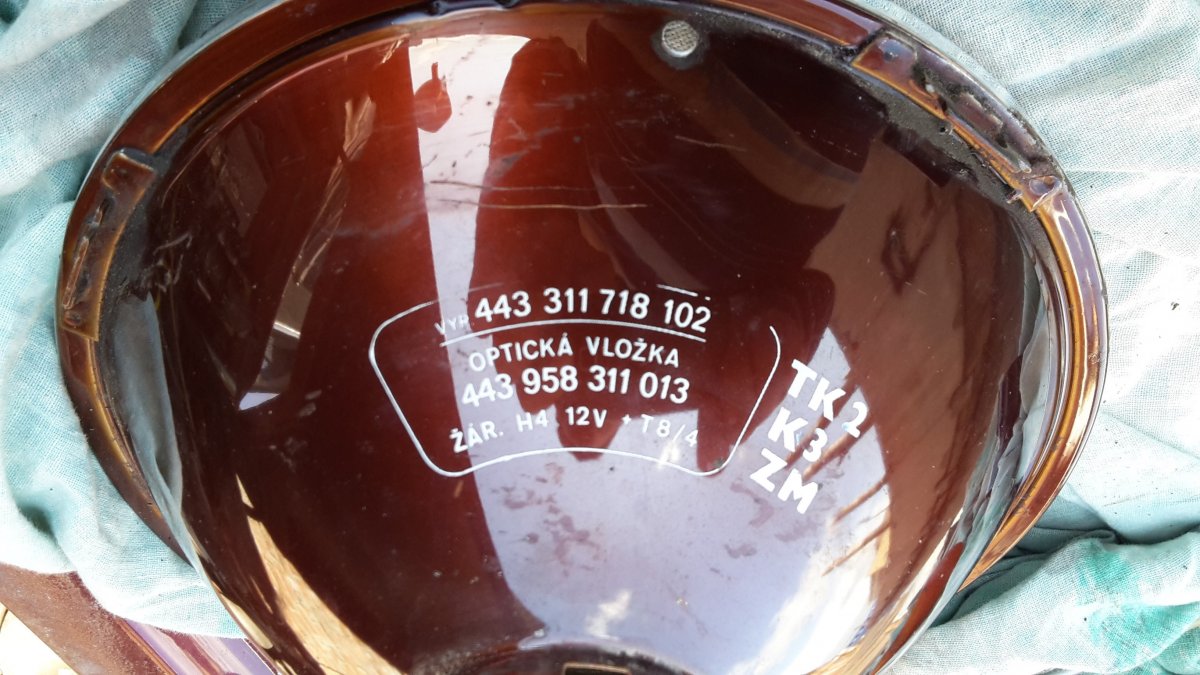 VYR. 443 311 718 102
OPTICKÁ VLOŽKA
443 958 311 013
ŽÁR. H4 12V + T8/4
TK2
K3
ZM